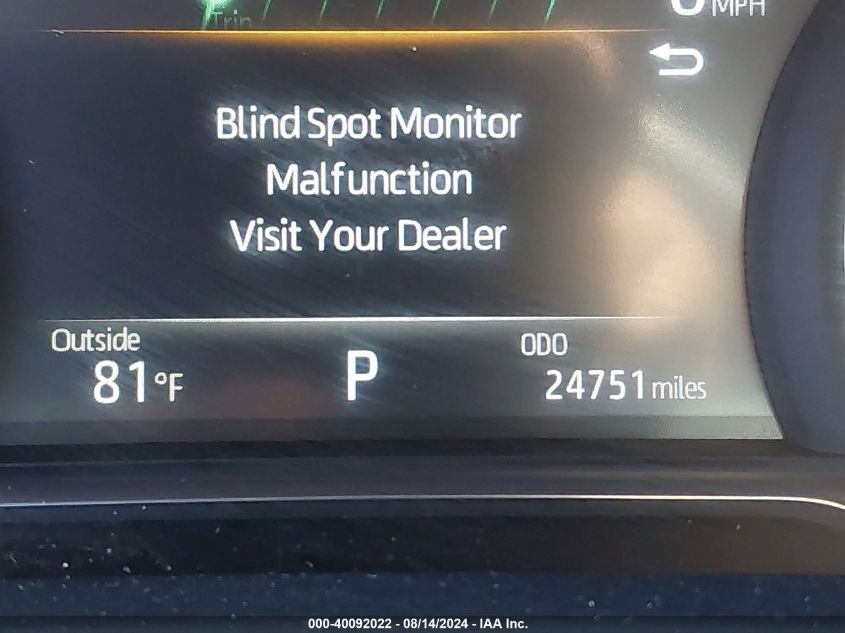 MPH
Blind Spot Monitor
Malfunction
Visit Your Dealer
Outside
81°F
P
ODO
24751 miles
000-40092022 - 08/14/2024 - IAA Inc.